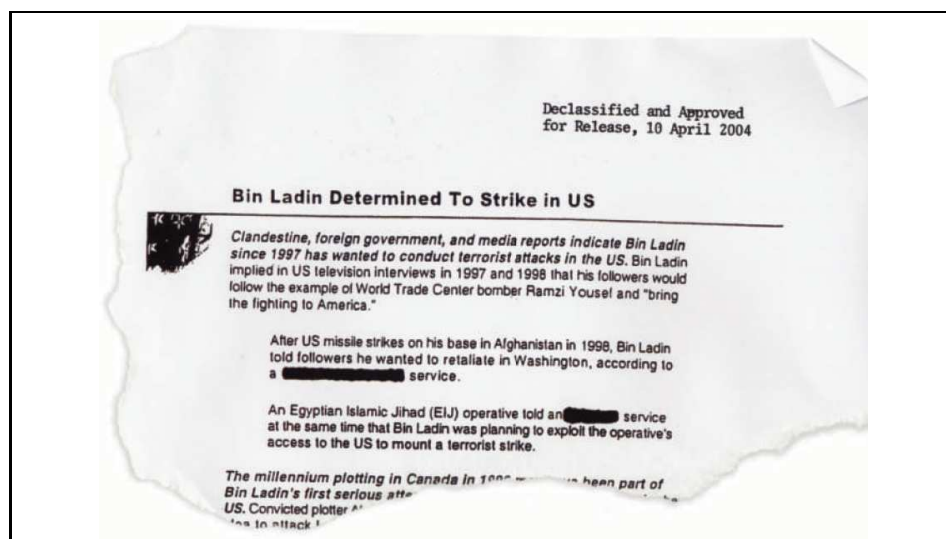 Declassified and Approved
for Release, 10 April 2004
Bin Ladin Determined To Strike in US
Clandestine, foreign government, and media reports indicate Bin Ladin
since 1997 has wanted to conduct terrorist attacks in the US. Bin Ladin
implied in US television interviews in 1997 and 1998 that his followers would
follow the example of World Trade Center bomber Ramzi Yousef and "bring
the fighting to America."
After US missile strikes on his base in Afghanistan in 1998, Bin Ladin
told followers he wanted to retaliate in Washington, according to
a service.
An Egyptian Islamic Jihad (EIJ) operative told an service
at the same time that Bin Ladin was planning to exploit the operative's
access to the US to mount a terrorist strike.
The millennium plotting in Canada in been part of
Bin Ladin's first serious
US. Convicted plotter
to attack